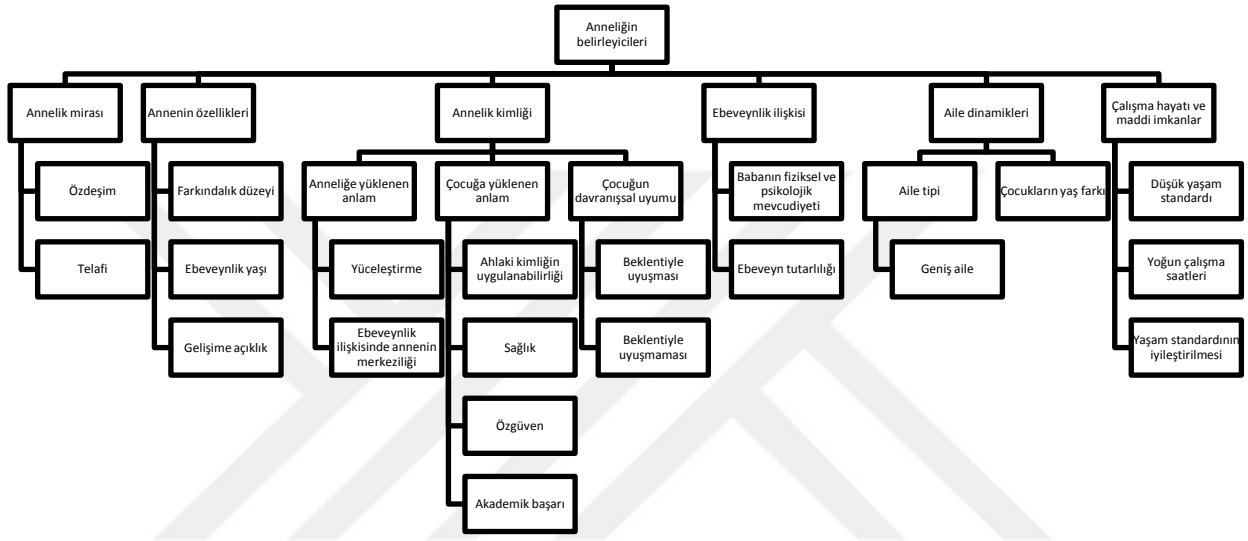 Anneliğin
belirleyicileri
Annelik mirası
Annenin özellikleri
Annelik kimliği
Ebeveynlik ilişkisi
Aile dinamikleri
Çalışma hayatı ve
maddi imkanlar
Özdeşim
Farkındalık düzeyi
Anneliğe yüklenen
anlam
Çocuğa yüklenen
anlam
Çocuğun
davranışsal uyumu
Babanın fiziksel ve
psikolojik
mevcudiyeti
Aile tipi
Çocukların yaş farkı
Düşük yaşam
standardı
Telafi
Ebeveynlik yaşı
Yüceleştirme
Ahlaki kimliğin
uygulanabilirliği
Beklentiyle
uyuşması
Ebeveyn tutarlılığı
Geniş aile
Yoğun çalışma
saatleri
Gelişime açıklık
Ebeveynlik
ilişkisinde annenin
merkeziliği
Sağlık
Beklentiyle
uyuşmaması
Yaşam standardının
iyileştirilmesi
Özgüven
Akademik başarı